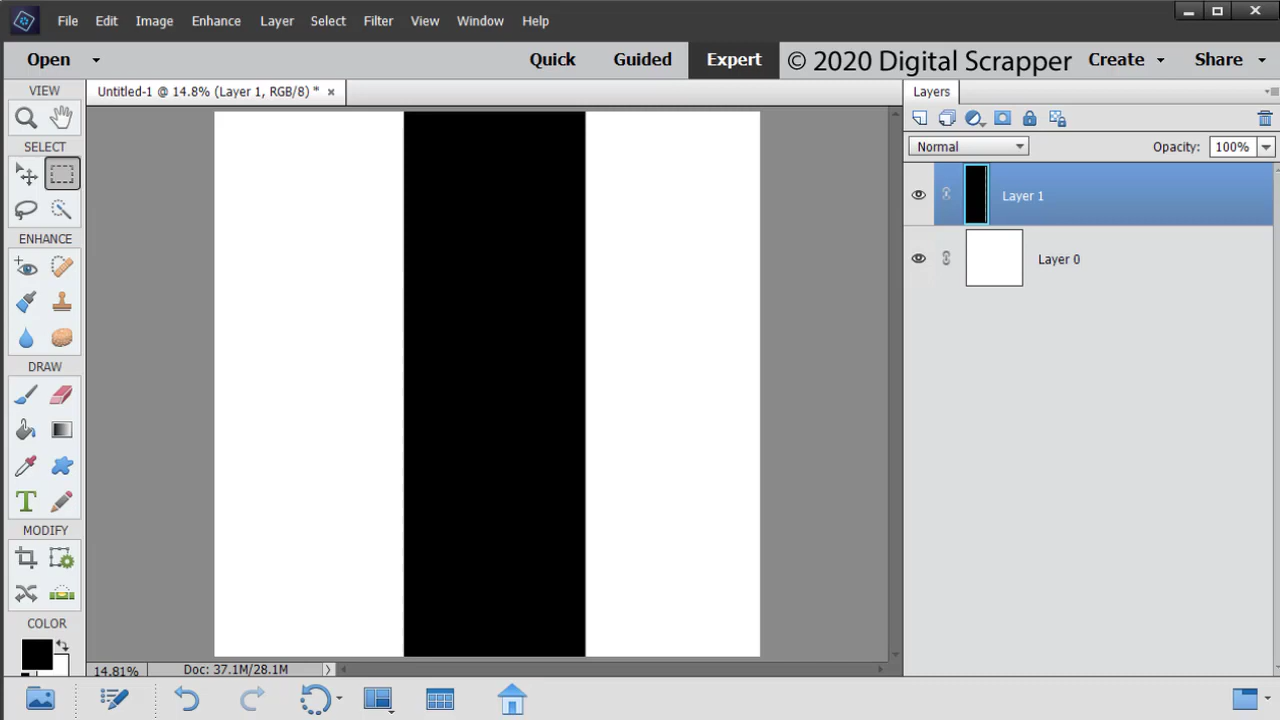 File Edit Image Enhance Layer Select Filter View Window Help
Open Quick Guided Expert © 2020 Digital Scrapper Create Share
VIEW
Untitled-1 @ 14.8% (Layer 1, RGB/8) * ×
Layers
SELECT
Normal Opacity: 100%
Layer 1
ENHANCE
Layer 0
DRAW
T
MODIFY
COLOR
14.81% Doc: 37.1M/28.1M